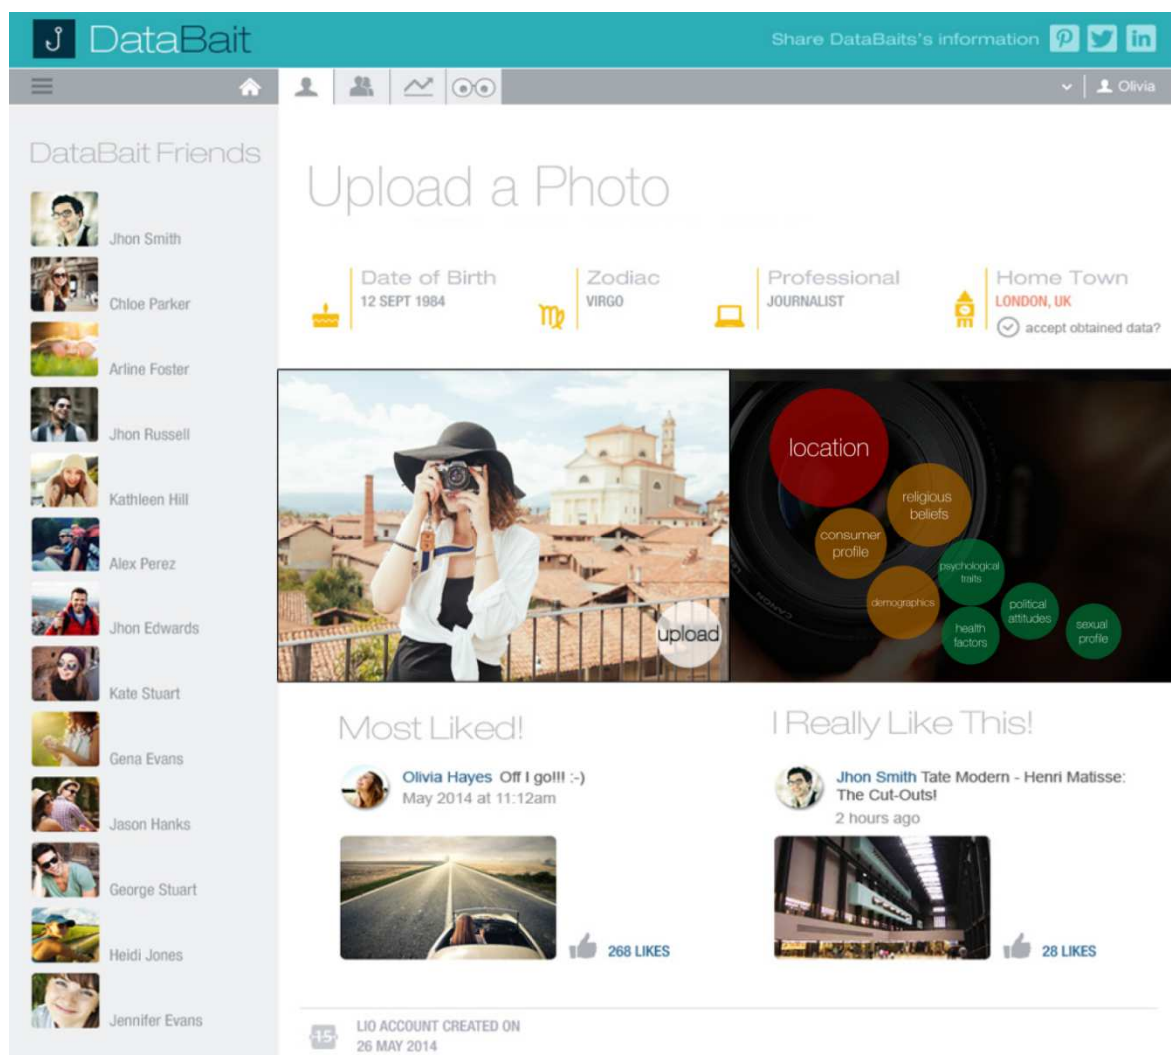 DataBait
Share DataBaits's information
Olivia
DataBait Friends
Jhon Smith
Chloe Parker
Arline Foster
Jhon Russell
Kathleen Hill
Alex Perez
Jhon Edwards
Kate Stuart
Gena Evans
Jason Hanks
George Stuart
Heidi Jones
Jennifer Evans
Upload a Photo
Date of Birth
12 SEPT 1984
Zodiac
VIRGO
Professional
JOURNALIST
Home Town
LONDON, UK
accept obtained data?
upload
location
religious
beliefs
consumer
profile
psychological
traits
demographics
political
attitudes
health
factors
sexual
profile
CANON
Most Liked!
Olivia Hayes Off I go!!! :-)
May 2014 at 11:12am
268 LIKES
I Really Like This!
Jhon Smith Tate Modern - Henri Matisse:
The Cut-Outs!
2 hours ago
28 LIKES
15
LIO ACCOUNT CREATED ON
26 MAY 2014